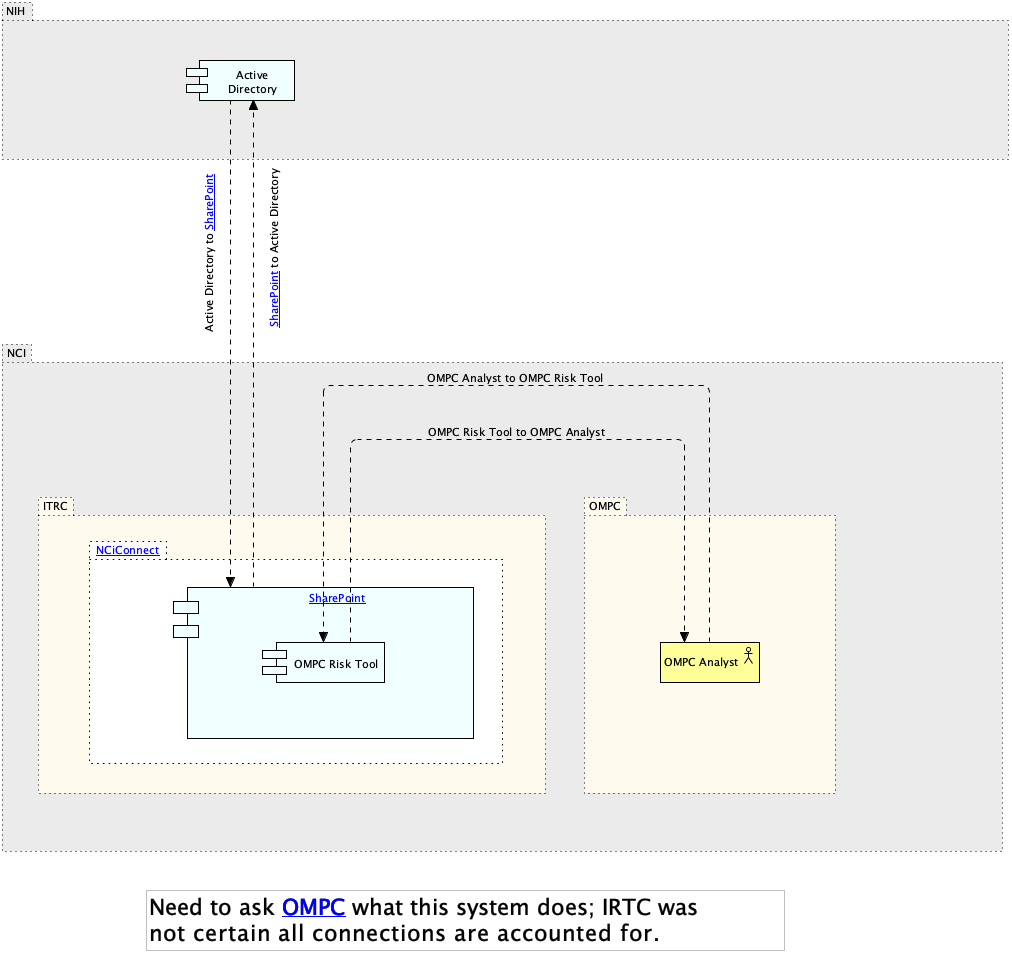 NIH
Active
Directory
Active Directory to SharePoint
SharePoint to Active Directory
NCI
OMPC Analyst to OMPC Risk Tool
OMPC Risk Tool to OMPC Analyst
ITRC
OMPC
NCiConnect
SharePoint
OMPC Risk Tool
OMPC Analyst
Need to ask OMPC what this system does; IRTC was
not certain all connections are accounted for.